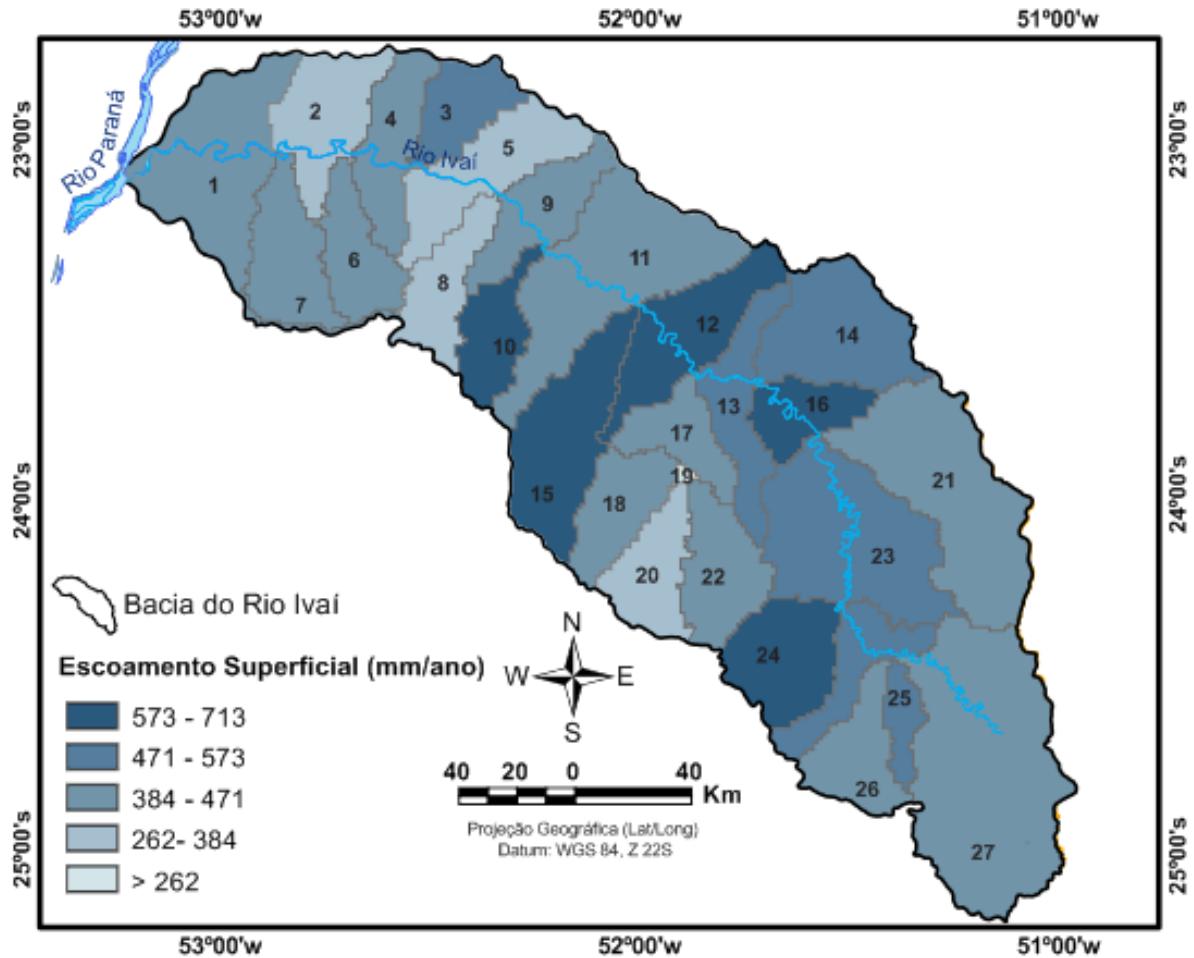 53°00'w 52°00'w 51°00'w
23°00's
23°00's
Rio Paraná
2
4
3
5
Rio Ivaí
1
9
6
11
8
7
12
10
14
13
16
17
19
21
15
18
24°00's
24°00's
23
20
22
Bacia do Rio Ivaí
N
W E
S
24
Escoamento Superficial (mm/ano)
25
573 - 713
471 - 573
384 - 471
262- 384
> 262
40 20 0 40
Km
Projeção Geográfica (Lat/Long)
Datum: WGS 84, Z 22S
26
27
25°00's
25°00's
53°00'w 52°00'w 51°00'w